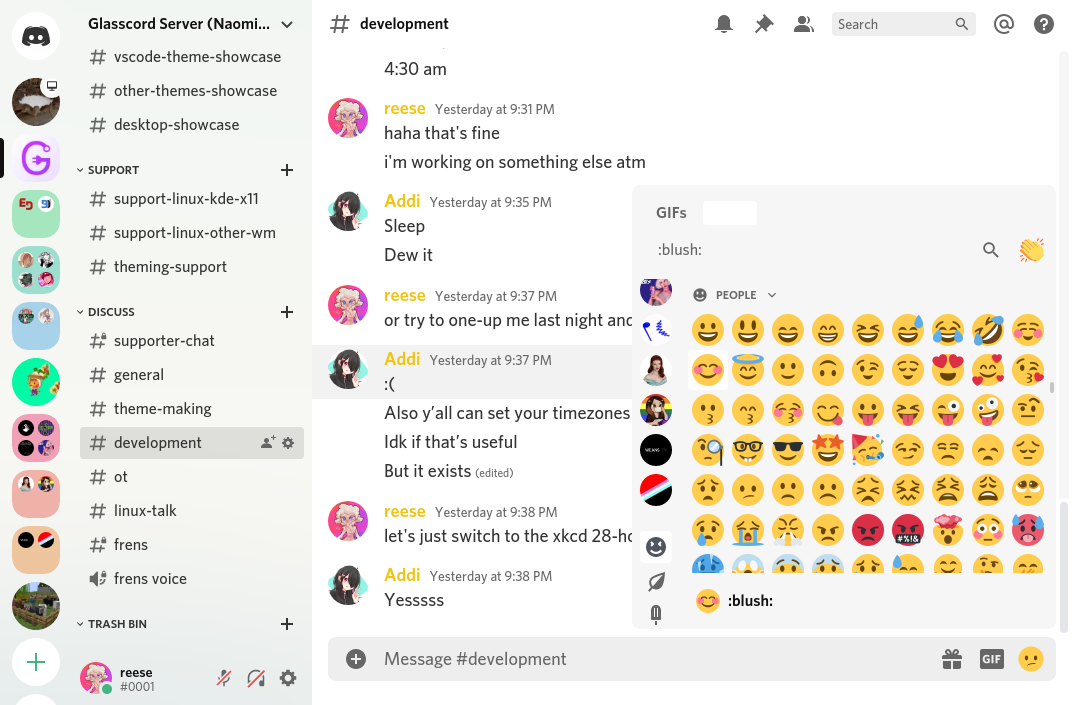 Glasscord Server (Naomi...
vscode-theme-showcase
other-themes-showcase
desktop-showcase
SUPPORT
support-linux-kde-x11
support-linux-other-wm
theming-support
DISCUSS
supporter-chat
general
theme-making
development
ot
linux-talk
frens
frens voice
TRASH BIN
reese
#0001
development
Search
4:30 am
reese Yesterday at 9:31 PM
haha that's fine
i'm working on something else atm
Addi Yesterday at 9:35 PM
Sleep
Dew it
reese Yesterday at 9:37 PM
or try to one-up me last night and
Addi Yesterday at 9:37 PM
:(
Also y’all can set your timezones
Idk if that’s useful
But it exists (edited)
reese Yesterday at 9:38 PM
let's just switch to the xkcd 28-ho
Addi Yesterday at 9:38 PM
Yesssss
Message #development
GIF
GIFs
:blush:
PEOPLE
#%!&
:blush: